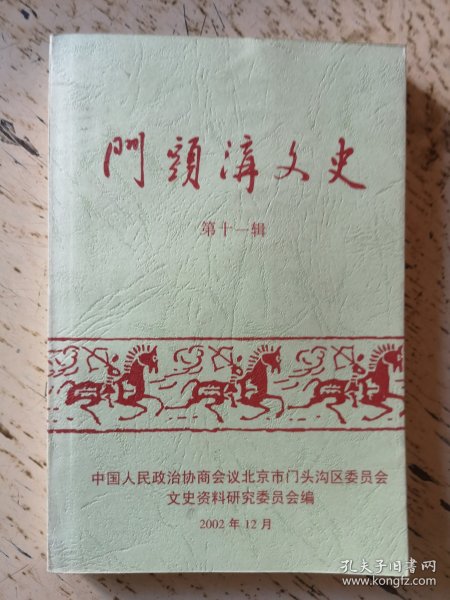 門頭溝文史
第十一辑
中国人民政治协商会议北京市门头沟区委员会
文史资料研究委员会编
2002年12月
孔夫子旧书网
www.kongfz.com